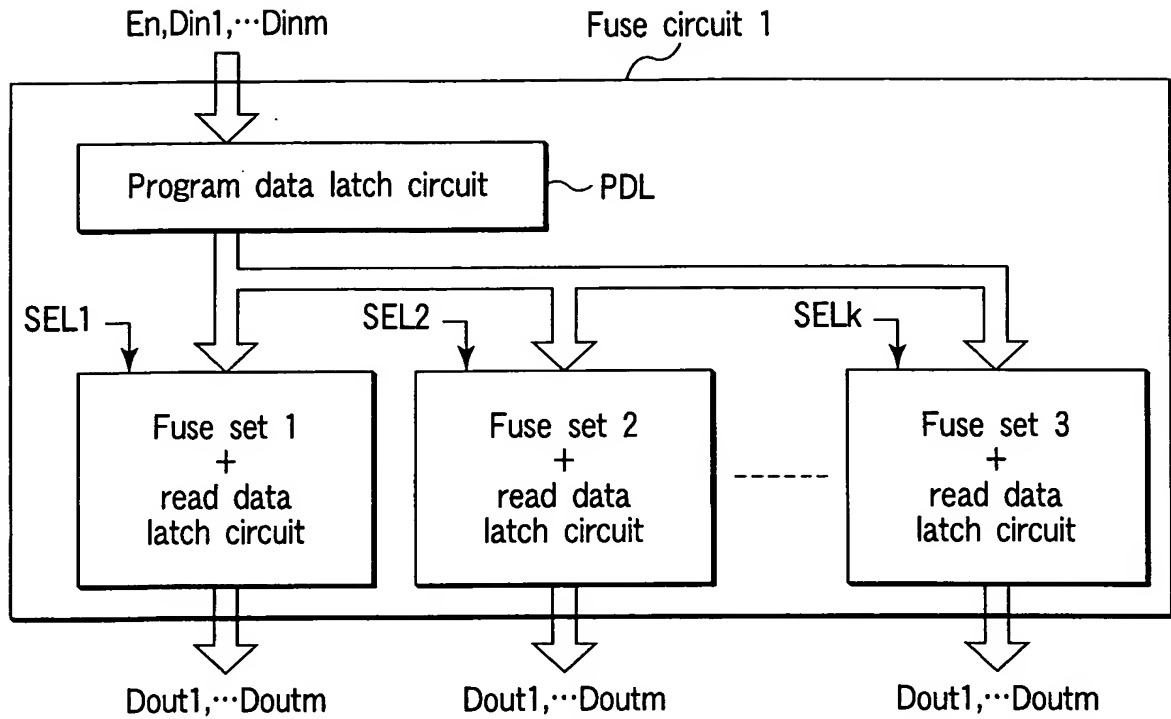 En,Din1,···Dinm
Fuse circuit 1
Program data latch circuit
PDL
SEL1
SEL2
SELk
Fuse set 1
+
read data
latch circuit
Fuse set 2
+
read data
latch circuit
Fuse set 3
+
read data
latch circuit
Dout1,···Doutm
Dout1,···Doutm
Dout1,···Doutm